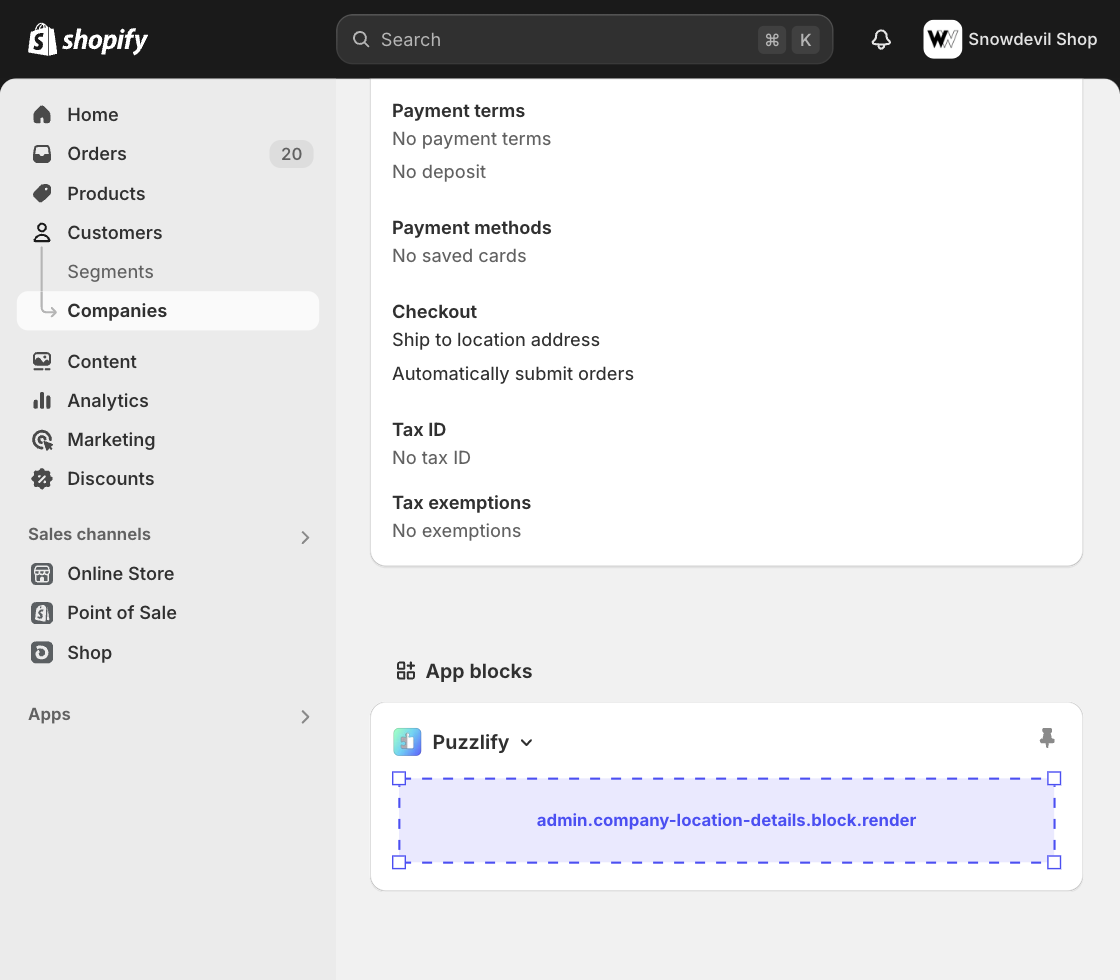 shopify
Search
⌘ K
Snowdevil Shop
Home
Orders 20
Products
Customers
Segments
Companies
Content
Analytics
Marketing
Discounts
Sales channels
Online Store
Point of Sale
Shop
Apps
Payment terms
No payment terms
No deposit
Payment methods
No saved cards
Checkout
Ship to location address
Automatically submit orders
Tax ID
No tax ID
Tax exemptions
No exemptions
App blocks
Puzzlify
admin.company-location-details.block.render